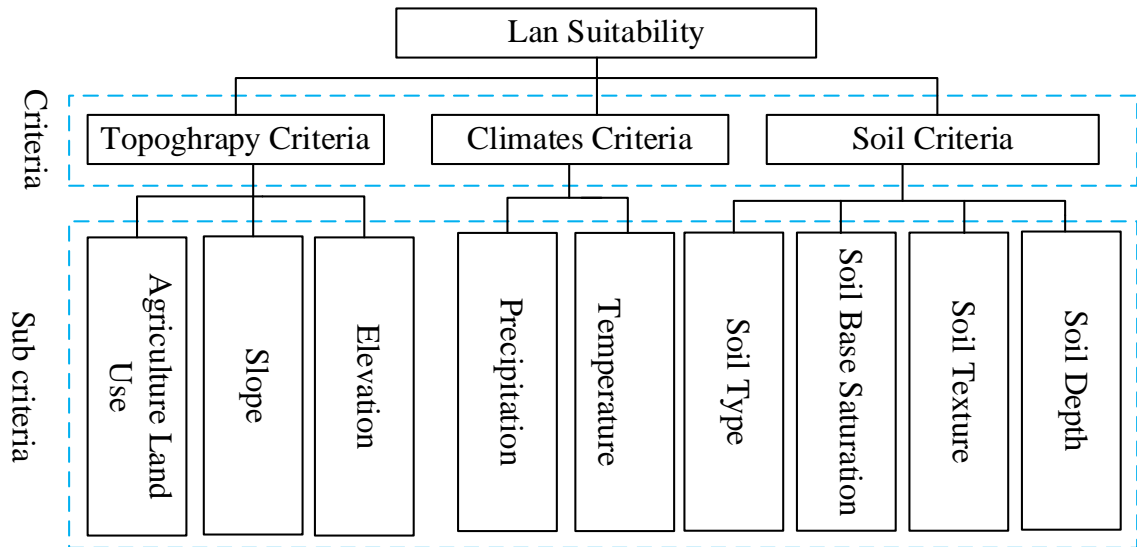 Lan Suitability
Criteria
Topoghrapy Criteria
Climates Criteria
Soil Criteria
Sub criteria
Agriculture Land
Use
Slope
Elevation
Precipitation
Temperature
Soil Type
Soil Base Saturation
Soil Texture
Soil Depth